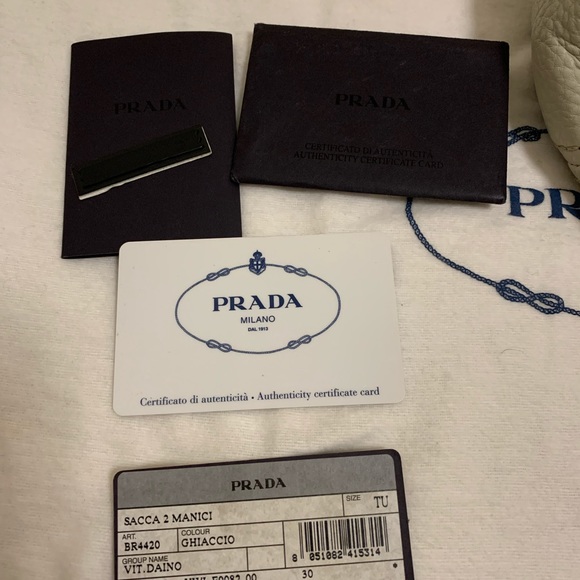 PRADA
PRADA
CERTIFICATO DI AUTENTICITÀ
AUTHENTICITY CERTIFICATE CARD
PR
PRADA
MILANO
DAL 1913
Certificato di autenticità • Authenticity certificate card
PRADA
SACCA 2 MANICI
SIZE TU
ART. COLOUR
BR4420 GHIACCIO
GROUP NAME
VIT.DAINO
8 051082 415314
30